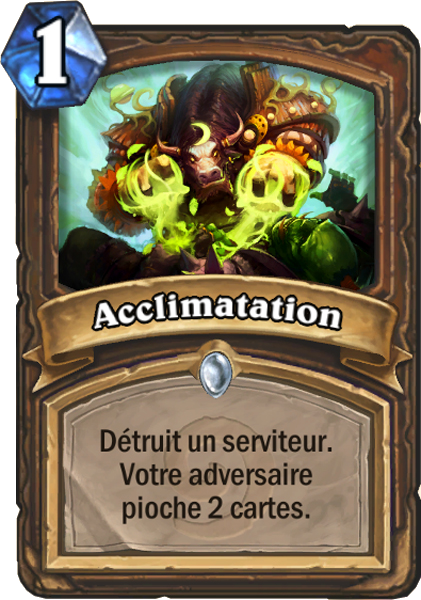 1
Acclimatation
Détruit un serviteur.
Votre adversaire
pioche 2 cartes.